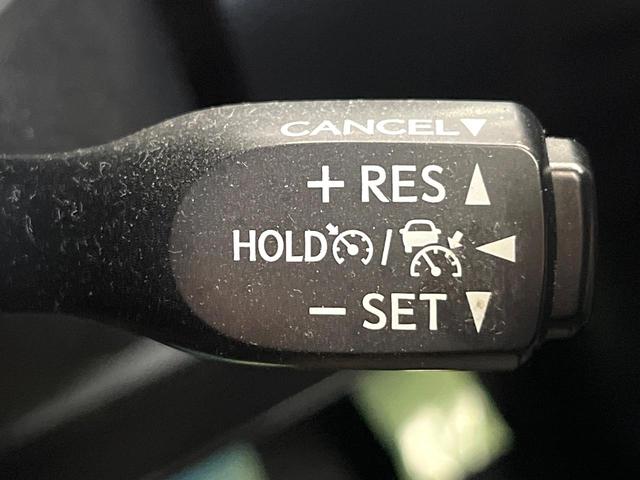 CANCEL▼
+ RES ▲
HOLD / ◀
− SET ▼